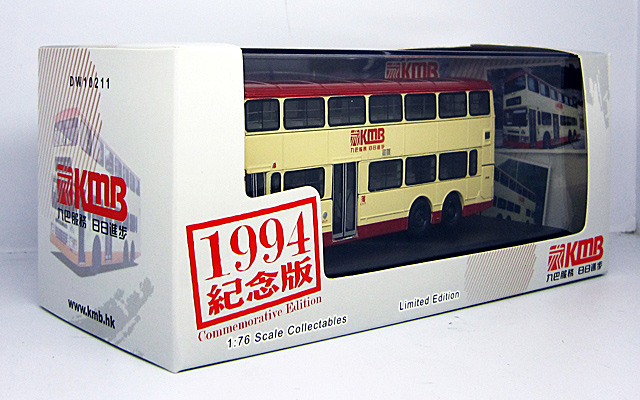 DW10211
KMB
九巴服務 日日進步
www.kmb.hk
1994
紀念版
Commemorative Edition
1:76 Scale Collectables
Limited Edition
KMB
KMB
九巴服務 日日進步
KMB
九巴服務 日日進步